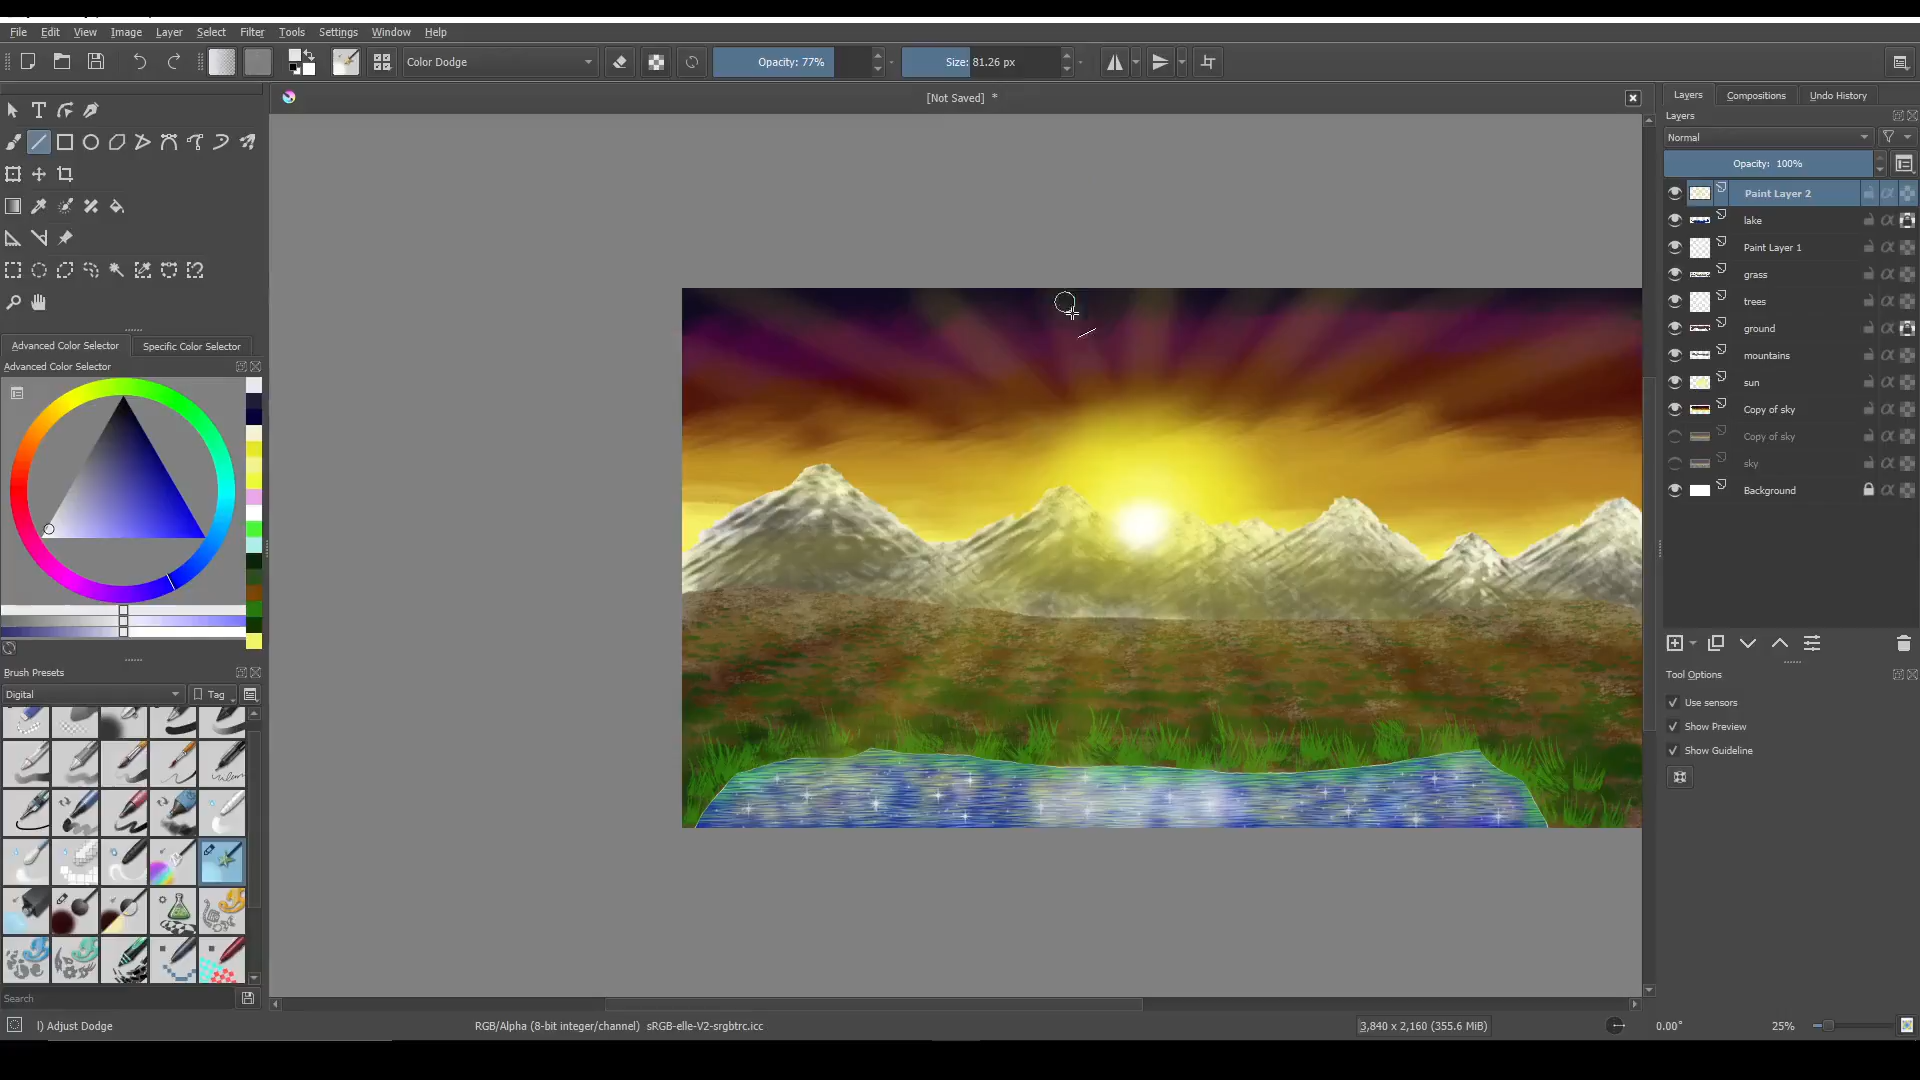 File Edit View Image Layer Select Filter Tools Settings Window Help
Color Dodge
Opacity: 77%
Size: 81.26 px
[Not Saved] *
Layers Compositions Undo History
Layers
Normal
Opacity: 100%
Paint Layer 2
lake
Paint Layer 1
grass
trees
ground
mountains
sun
Copy of sky
Copy of sky
sky
Background
Tool Options
Use sensors
Show Preview
Show Guideline
Advanced Color Selector Specific Color Selector
Advanced Color Selector
Brush Presets
Digital
Tag
Search
l) Adjust Dodge
RGB/Alpha (8-bit integer/channel) sRGB-elle-V2-srgbtrc.icc
3,840 x 2,160 (355.6 MiB)
0.00°
25%